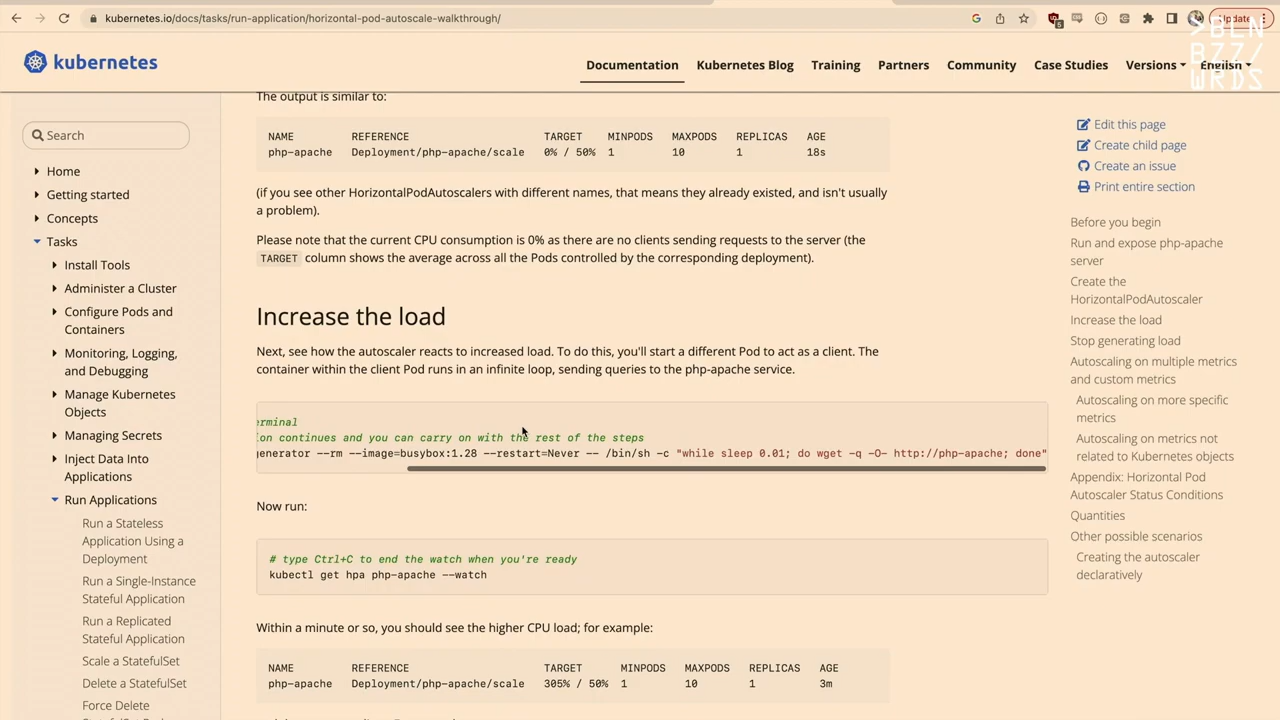 kubernetes.io/docs/tasks/run-application/horizontal-pod-autoscale-walkthrough/
5
Update
>BLN
BZZ/
WRDS
kubernetes
Documentation
Kubernetes Blog
Training
Partners
Community
Case Studies
Versions
English
Search
Home
Getting started
Concepts
Tasks
Install Tools
Administer a Cluster
Configure Pods and
Containers
Monitoring, Logging,
and Debugging
Manage Kubernetes
Objects
Managing Secrets
Inject Data Into
Applications
Run Applications
Run a Stateless
Application Using a
Deployment
Run a Single-Instance
Stateful Application
Run a Replicated
Stateful Application
Scale a StatefulSet
Delete a StatefulSet
Force Delete
The output is similar to:
NAME REFERENCE TARGET MINPODS MAXPODS REPLICAS AGE
php-apache Deployment/php-apache/scale 0% / 50% 1 10 1 18s
(if you see other HorizontalPodAutoscalers with different names, that means they already existed, and isn't usually
a problem).
Please note that the current CPU consumption is 0% as there are no clients sending requests to the server (the
TARGET column shows the average across all the Pods controlled by the corresponding deployment).
Increase the load
Next, see how the autoscaler reacts to increased load. To do this, you'll start a different Pod to act as a client. The
container within the client Pod runs in an infinite loop, sending queries to the php-apache service.
erminal
ion continues and you can carry on with the rest of the steps
generator --rm --image=busybox:1.28 --restart=Never -- /bin/sh -c "while sleep 0.01; do wget -q -O- http://php-apache; done"
Now run:
# type Ctrl+C to end the watch when you're ready
kubectl get hpa php-apache --watch
Within a minute or so, you should see the higher CPU load; for example:
NAME REFERENCE TARGET MINPODS MAXPODS REPLICAS AGE
php-apache Deployment/php-apache/scale 305% / 50% 1 10 1 3m
Edit this page
Create child page
Create an issue
Print entire section
Before you begin
Run and expose php-apache
server
Create the
HorizontalPodAutoscaler
Increase the load
Stop generating load
Autoscaling on multiple metrics
and custom metrics
Autoscaling on more specific
metrics
Autoscaling on metrics not
related to Kubernetes objects
Appendix: Horizontal Pod
Autoscaler Status Conditions
Quantities
Other possible scenarios
Creating the autoscaler
declaratively